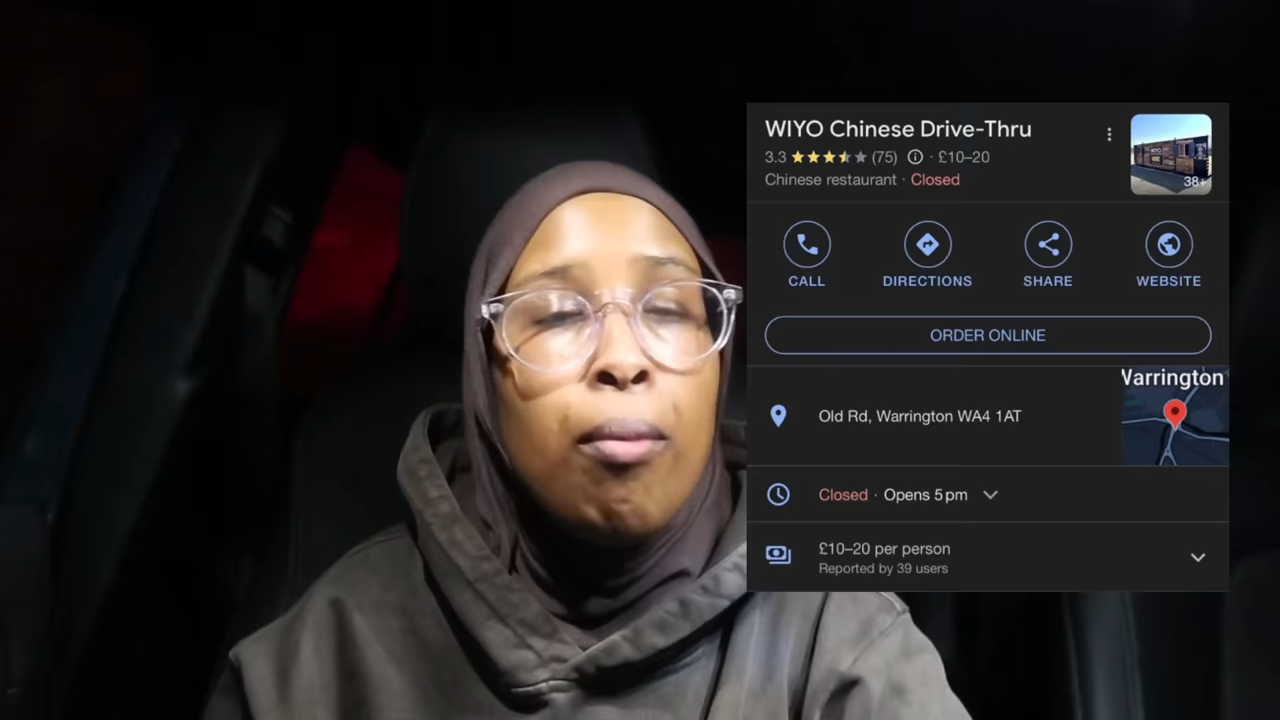 WIYO Chinese Drive-Thru
3.3 (75) · £10–20
Chinese restaurant · Closed
38+
CALL
DIRECTIONS
SHARE
WEBSITE
ORDER ONLINE
Warrington
Old Rd, Warrington WA4 1AT
Closed · Opens 5 pm
£10–20 per person
Reported by 39 users